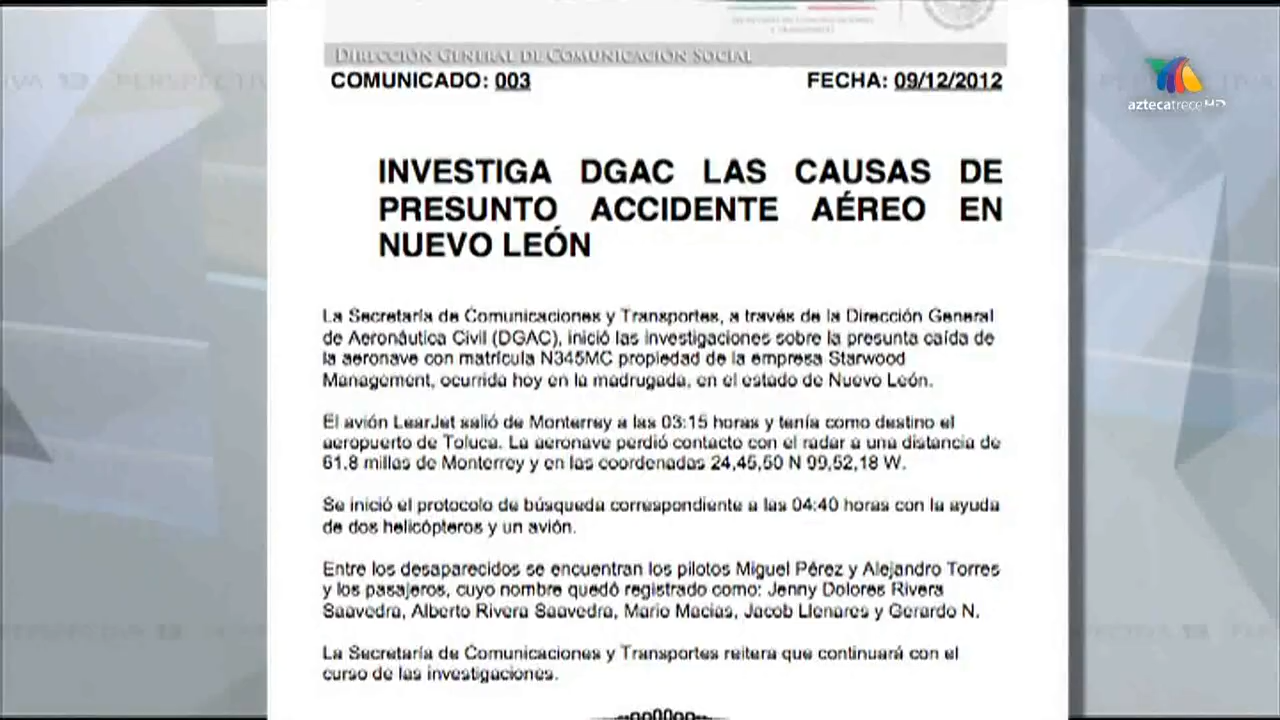 DIRECCIÓN GENERAL DE COMUNICACIÓN SOCIAL
COMUNICADO: 003 FECHA: 09/12/2012
aztecatrece HD
INVESTIGA DGAC LAS CAUSAS DE
PRESUNTO ACCIDENTE AÉREO EN
NUEVO LEÓN
La Secretaría de Comunicaciones y Transportes, a través de la Dirección General
de Aeronáutica Civil (DGAC), inició las investigaciones sobre la presunta caída de
la aeronave con matrícula N345MC propiedad de la empresa Starwood
Management, ocurrida hoy en la madrugada, en el estado de Nuevo León.
El avión LearJet salió de Monterrey a las 03:15 horas y tenía como destino el
aeropuerto de Toluca. La aeronave perdió contacto con el radar a una distancia de
61.8 millas de Monterrey y en las coordenadas 24,45,50 N 99,52,18 W.
Se inició el protocolo de búsqueda correspondiente a las 04:40 horas con la ayuda
de dos helicópteros y un avión.
Entre los desaparecidos se encuentran los pilotos Miguel Pérez y Alejandro Torres
y los pasajeros, cuyo nombre quedó registrado como: Jenny Dolores Rivera
Saavedra, Alberto Rivera Saavedra, Mario Macias, Jacob Llenares y Gerardo N.
La Secretaría de Comunicaciones y Transportes reitera que continuará con el
curso de las investigaciones.
--oo00oo--